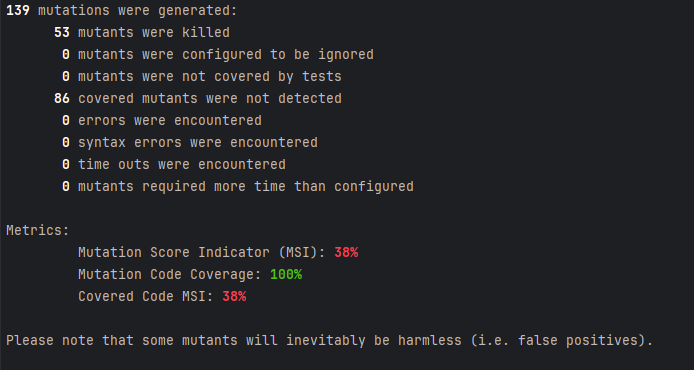 139 mutations were generated:
53 mutants were killed
0 mutants were configured to be ignored
0 mutants were not covered by tests
86 covered mutants were not detected
0 errors were encountered
0 syntax errors were encountered
0 time outs were encountered
0 mutants required more time than configured
Metrics:
Mutation Score Indicator (MSI): 38%
Mutation Code Coverage: 100%
Covered Code MSI: 38%
Please note that some mutants will inevitably be harmless (i.e. false positives).